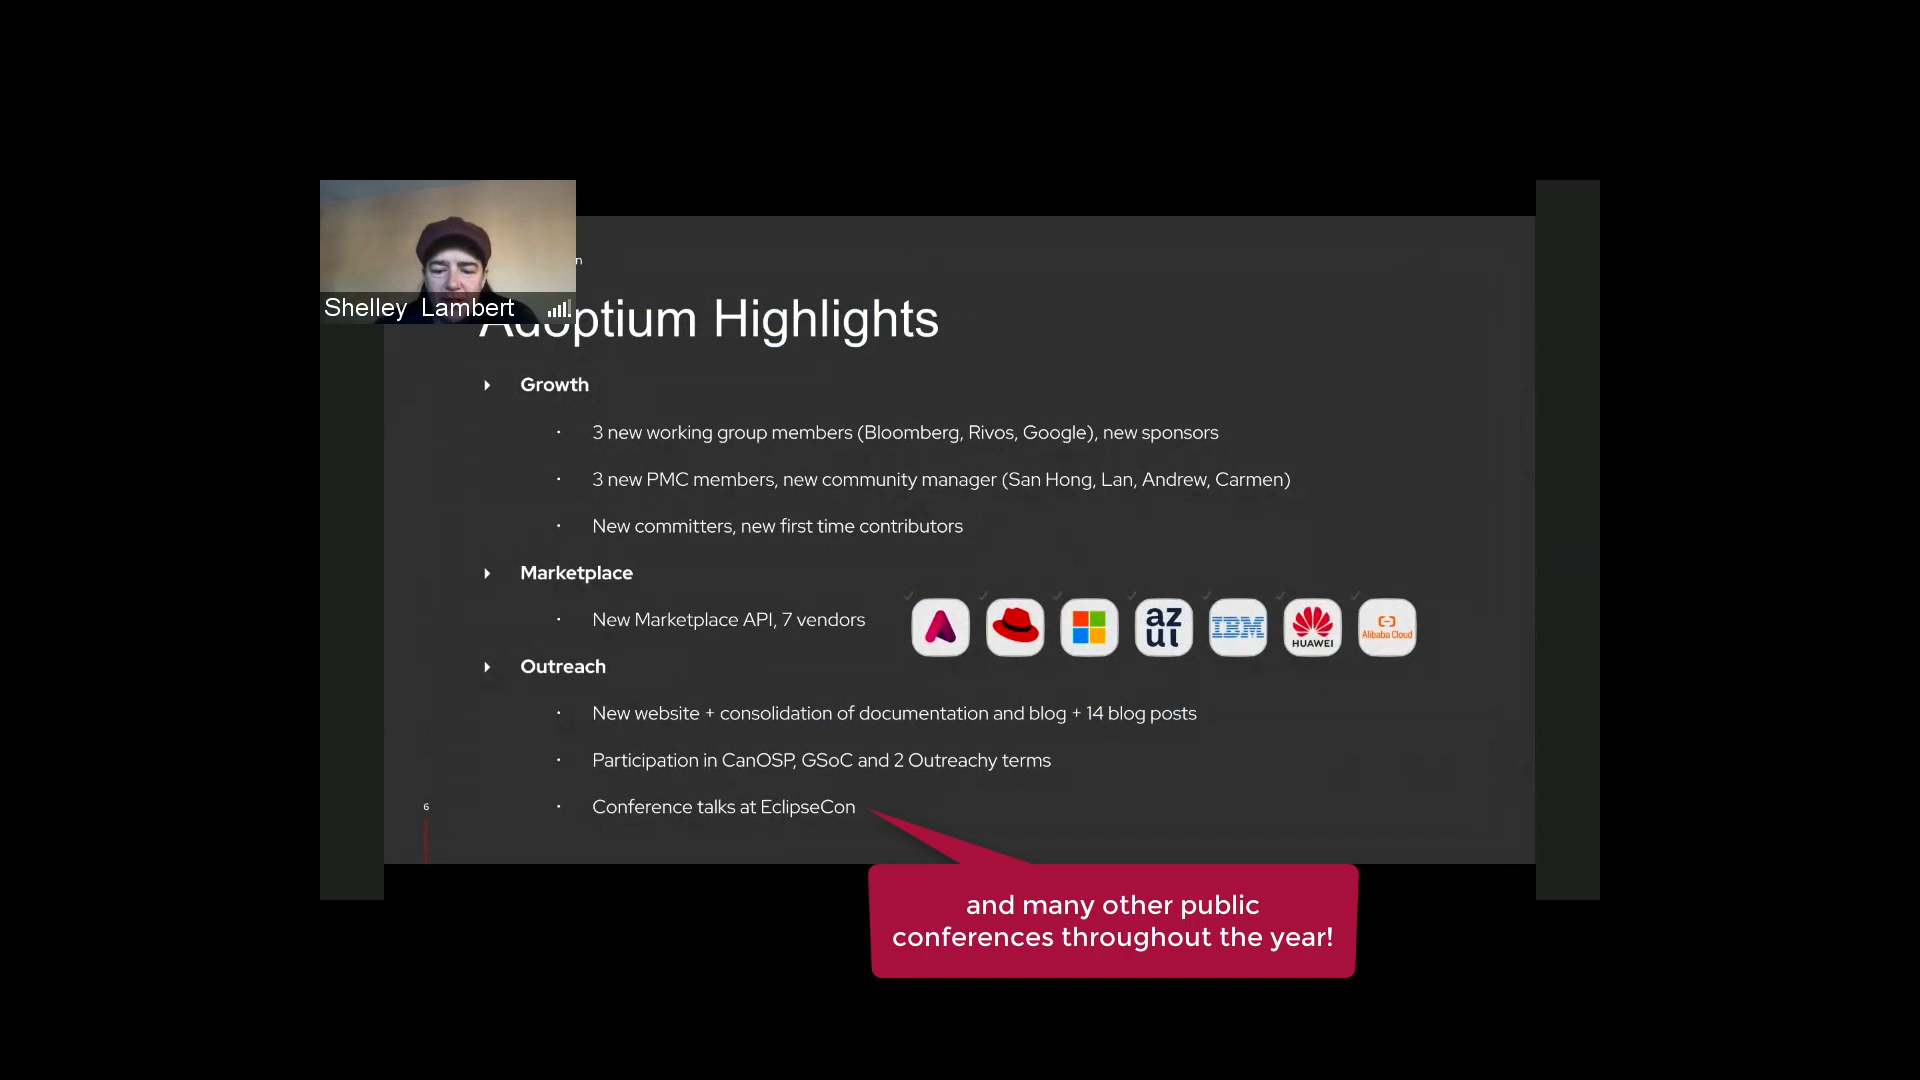 Shelley Lambert
n
Adoptium Highlights
Growth
3 new working group members (Bloomberg, Rivos, Google), new sponsors
3 new PMC members, new community manager (San Hong, Lan, Andrew, Carmen)
New committers, new first time contributors
Marketplace
New Marketplace API, 7 vendors
azul
IBM
HUAWEI
Alibaba Cloud
Outreach
New website + consolidation of documentation and blog + 14 blog posts
Participation in CanOSP, GSoC and 2 Outreachy terms
6
Conference talks at EclipseCon
and many other public
conferences throughout the year!